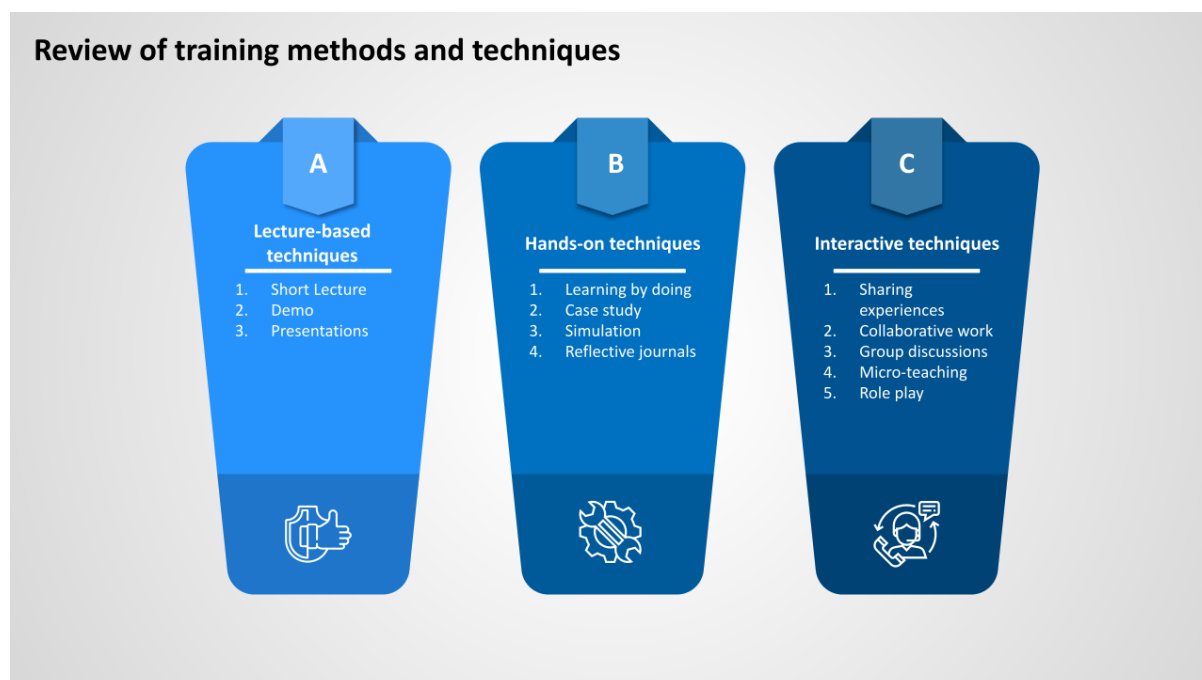 Review of training methods and techniques
A
Lecture-based
techniques
1. Short Lecture
2. Demo
3. Presentations
B
Hands-on techniques
1. Learning by doing
2. Case study
3. Simulation
4. Reflective journals
C
Interactive techniques
1. Sharing
experiences
2. Collaborative work
3. Group discussions
4. Micro-teaching
5. Role play